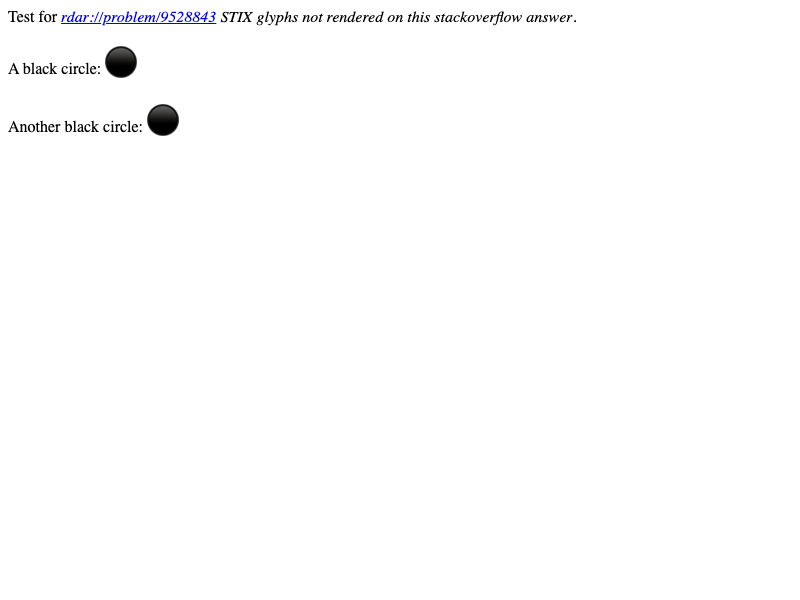 Test for rdar://problem/9528843 STIX glyphs not rendered on this stackoverflow answer.
A black circle: ⚫
Another black circle: ⚫